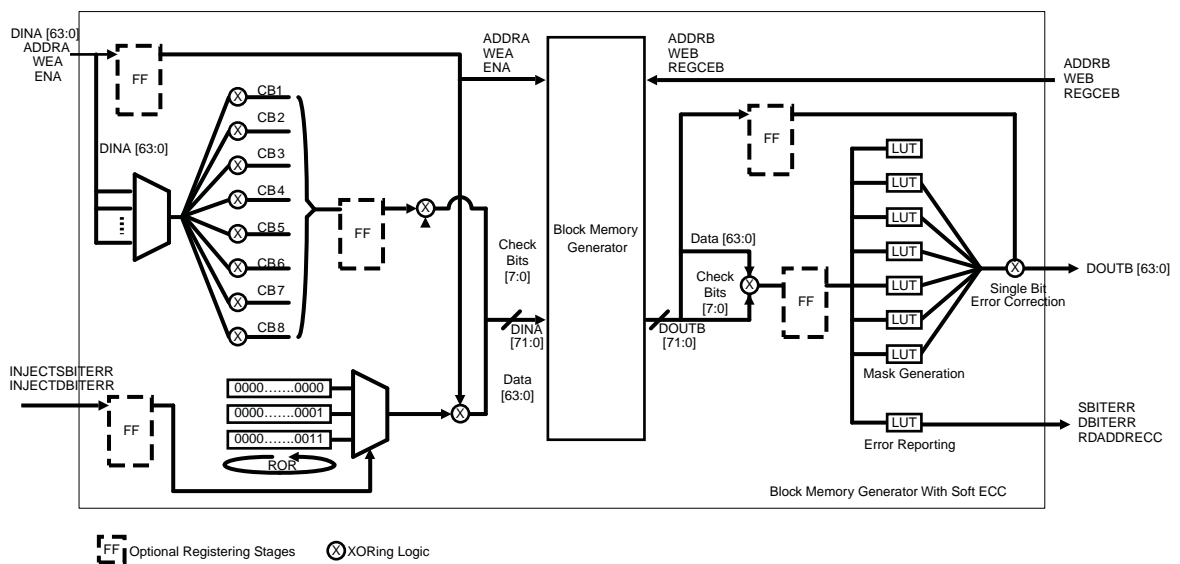 DINA [63:0]
ADDRA
WEA
ENA
FF
ADDRA
WEA
ENA
ADDRB
WEB
REGCEB
ADDRB
WEB
REGCEB
DINA [63:0]
X
CB1
X
CB2
X
CB3
X
CB4
X
CB5
X
CB6
X
CB7
X
CB8
FF
X
Check
Bits
[7:0]
DINA
[71:0]
Data
[63:0]
Block Memory
Generator
DOUTB
[71:0]
Data [63:0]
Check
Bits
[7:0]
X
FF
FF
LUT
LUT
LUT
LUT
LUT
LUT
LUT
Mask Generation
LUT
Error Reporting
X
Single Bit
Error Correction
DOUTB [63:0]
SBITERR
DBITERR
RDADDRECC
INJECTSBITERR
INJECTDBITERR
FF
0000.......0000
0000.......0001
0000.......0011
ROR
X
Block Memory Generator With Soft ECC
FF Optional Registering Stages
X XORing Logic